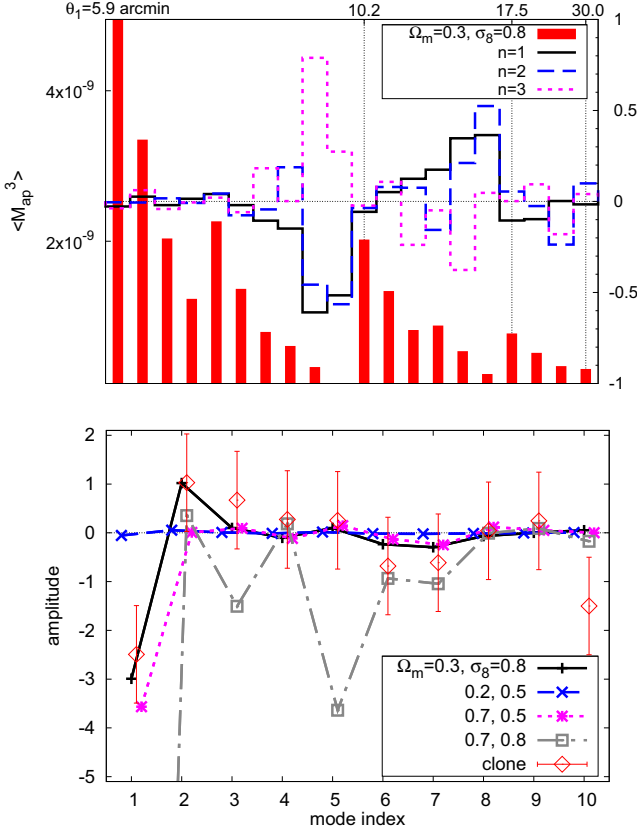 θ₁=5.9 arcmin 10.2 17.5 30.0
Ωₘ=0.3, σ₈=0.8
n=1
n=2
n=3
4x10⁻⁹
2x10⁻⁹
<Mₐₚ³>
1
0.5
0
-0.5
-1
2
1
0
-1
-2
-3
-4
-5
amplitude
Ωₘ=0.3, σ₈=0.8
0.2, 0.5
0.7, 0.5
0.7, 0.8
clone
1 2 3 4 5 6 7 8 9 10
mode index